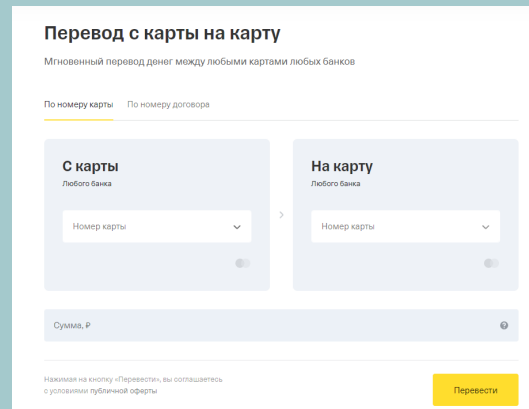 Перевод с карты на карту
Мгновенный перевод денег между любыми картами любых банков
По номеру карты По номеру договора
С карты
Любого банка
Номер карты
На карту
Любого банка
Номер карты
Сумма, ₽
Нажимая на кнопку «Перевести», вы соглашаетесь
с условиями публичной оферты
Перевести